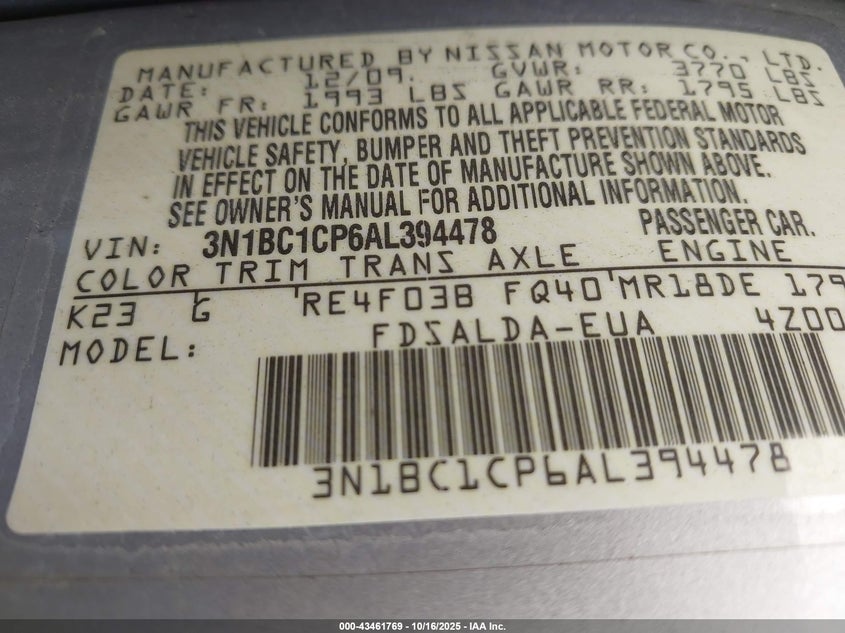 MANUFACTURED BY NISSAN MOTOR CO., LTD.
DATE: 12/09. GVWR: 3770 LBS
GAWR FR: 1993 LBS GAWR RR: 1795 LBS
THIS VEHICLE CONFORMS TO ALL APPLICABLE FEDERAL MOTOR
VEHICLE SAFETY, BUMPER AND THEFT PREVENTION STANDARDS
IN EFFECT ON THE DATE OF MANUFACTURE SHOWN ABOVE.
SEE OWNER'S MANUAL FOR ADDITIONAL INFORMATION.
VIN: 3N1BC1CP6AL394478 PASSENGER CAR.
COLOR TRIM TRANS AXLE ENGINE
K23 G RE4F03B FQ40 MR18DE 179
MODEL: FDSALDA-EUA 4Z00
3N1BC1CP6AL394478
000-43461769 - 10/16/2025 - IAA Inc.